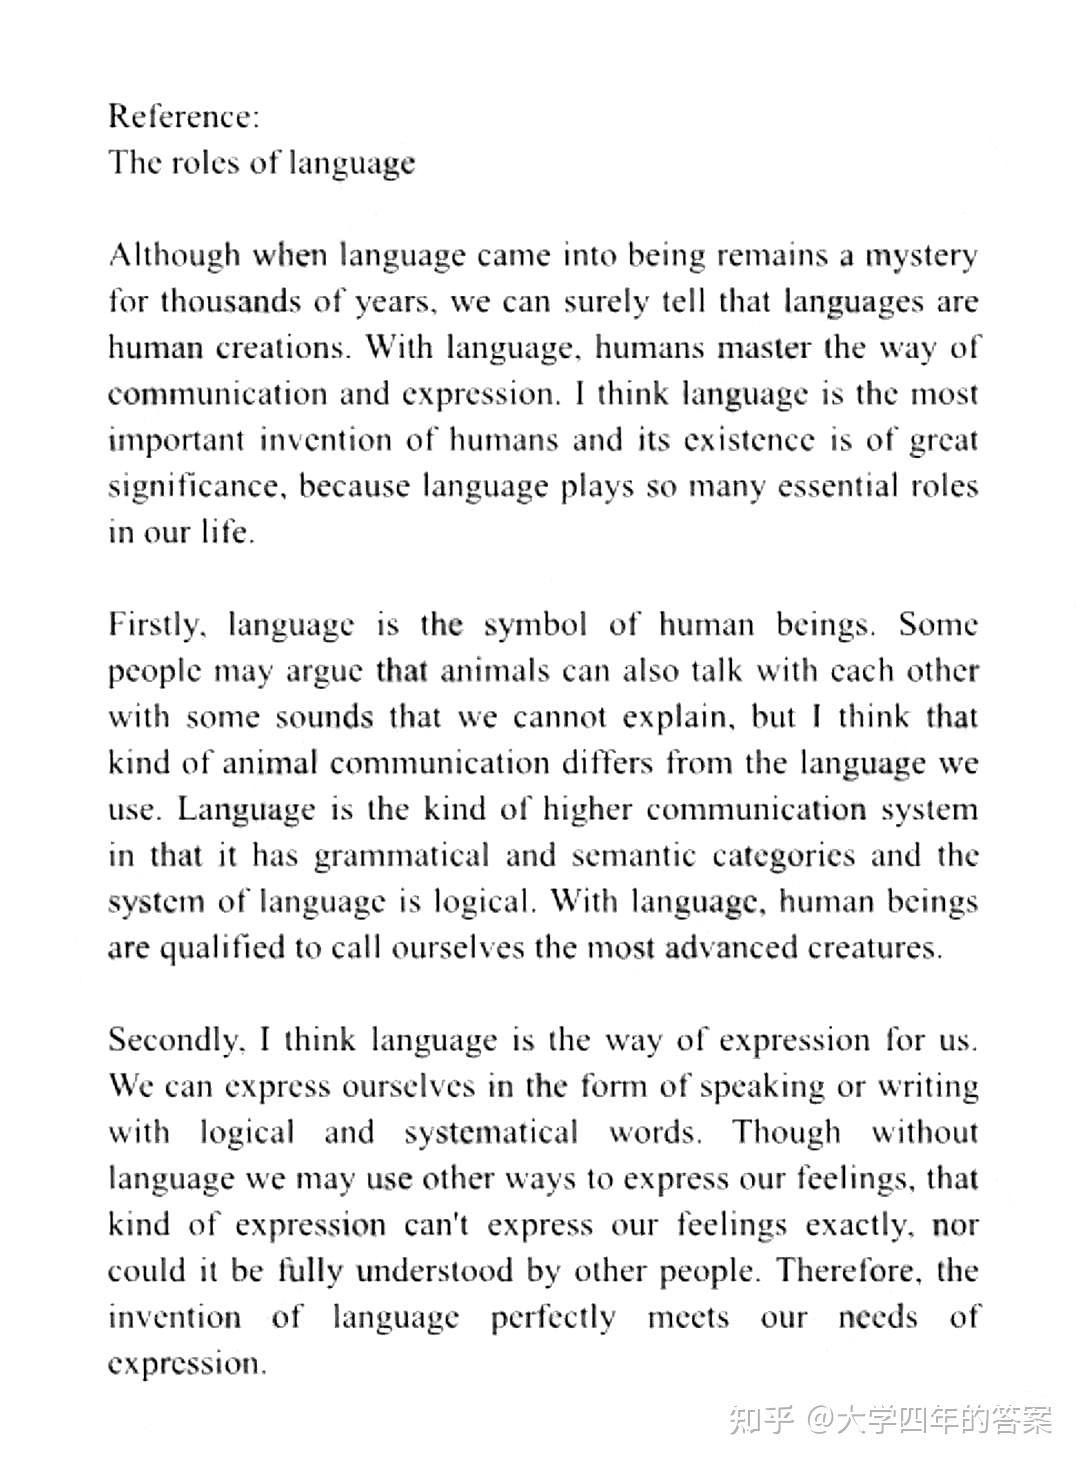 Reference:
The roles of language
Although when language came into being remains a mystery
for thousands of years, we can surely tell that languages are
human creations. With language, humans master the way of
communication and expression. I think language is the most
important invention of humans and its existence is of great
significance, because language plays so many essential roles
in our life.
Firstly, language is the symbol of human beings. Some
people may argue that animals can also talk with each other
with some sounds that we cannot explain, but I think that
kind of animal communication differs from the language we
use. Language is the kind of higher communication system
in that it has grammatical and semantic categories and the
system of language is logical. With language, human beings
are qualified to call ourselves the most advanced creatures.
Secondly, I think language is the way of expression for us.
We can express ourselves in the form of speaking or writing
with logical and systematical words. Though without
language we may use other ways to express our feelings, that
kind of expression can't express our feelings exactly, nor
could it be fully understood by other people. Therefore, the
invention of language perfectly meets our needs of
expression.
知乎 @大学四年的答案